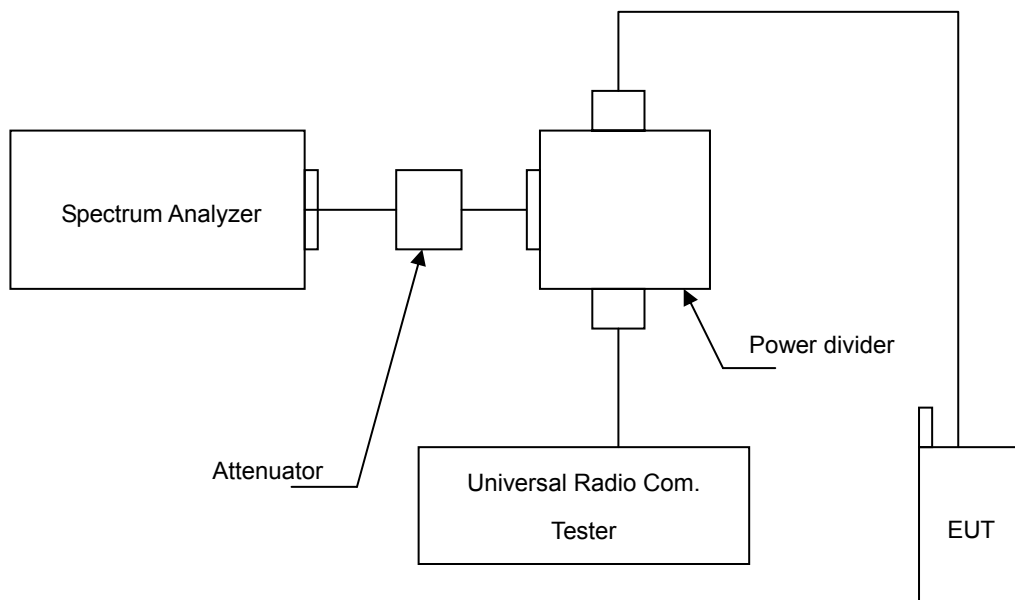 Spectrum Analyzer
Power divider
Attenuator
Universal Radio Com.
Tester
EUT